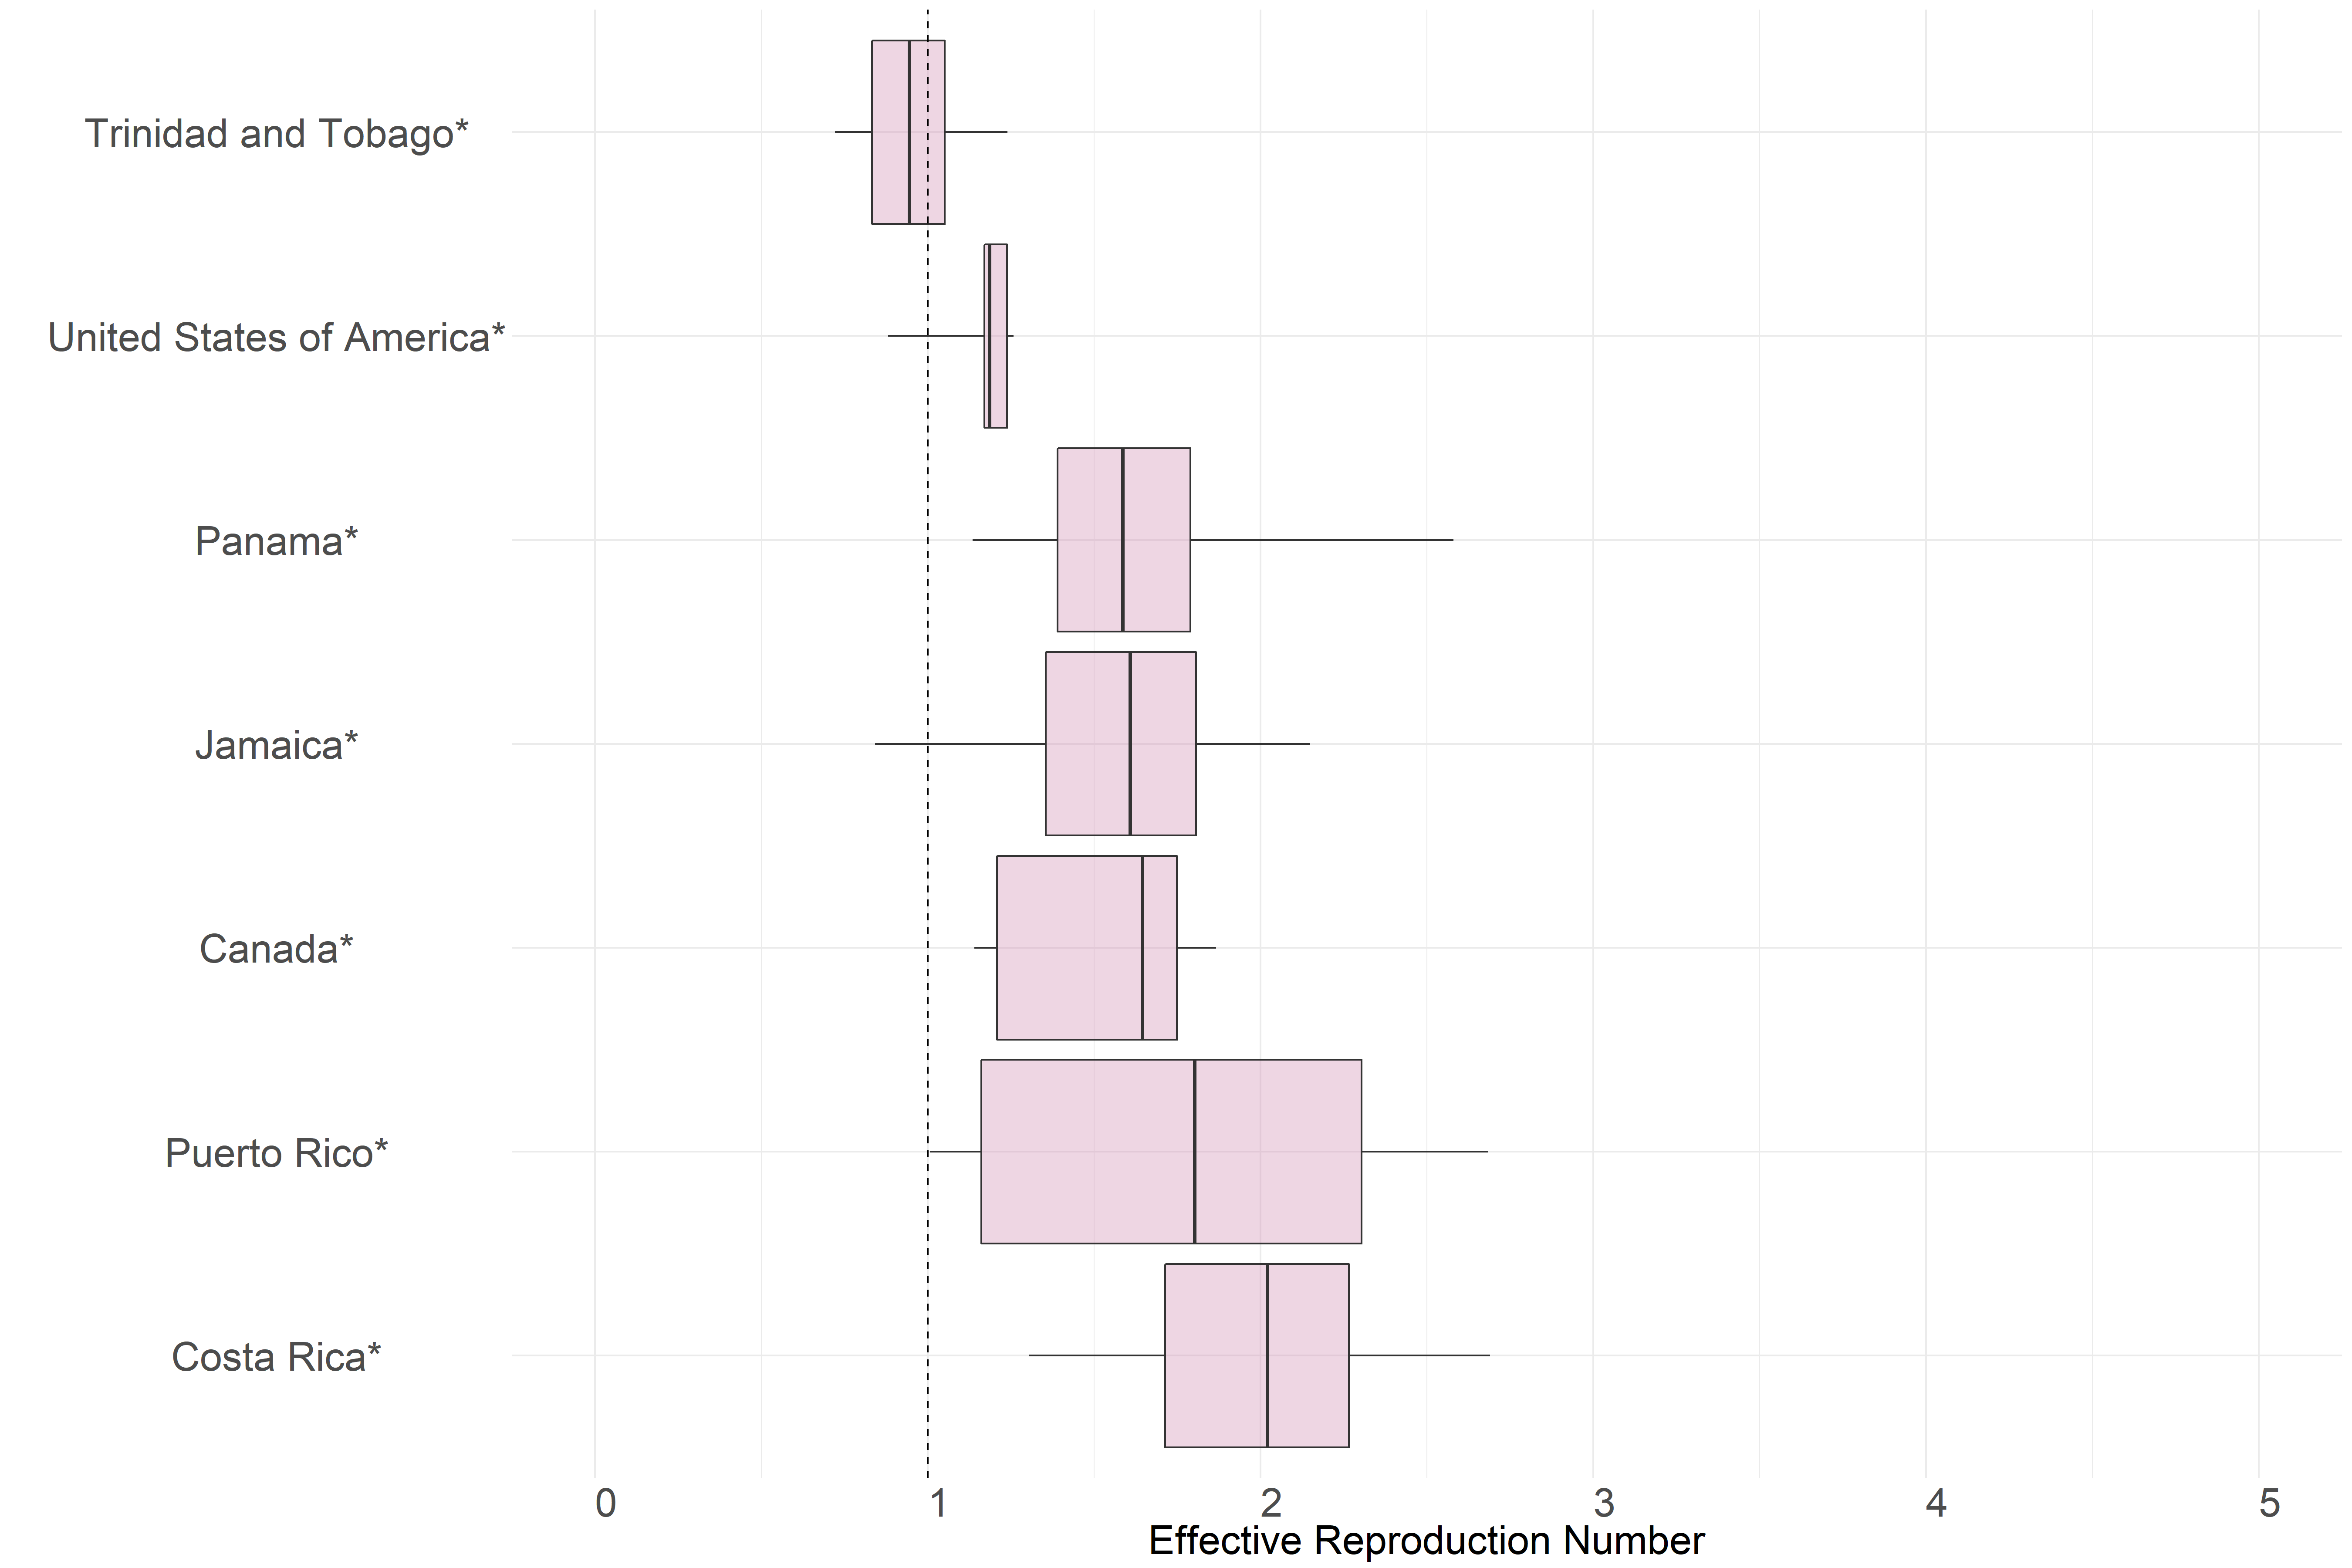 Trinidad and Tobago*
United States of America*
Panama*
Jamaica*
Canada*
Puerto Rico*
Costa Rica*
0 1 2 3 4 5
Effective Reproduction Number